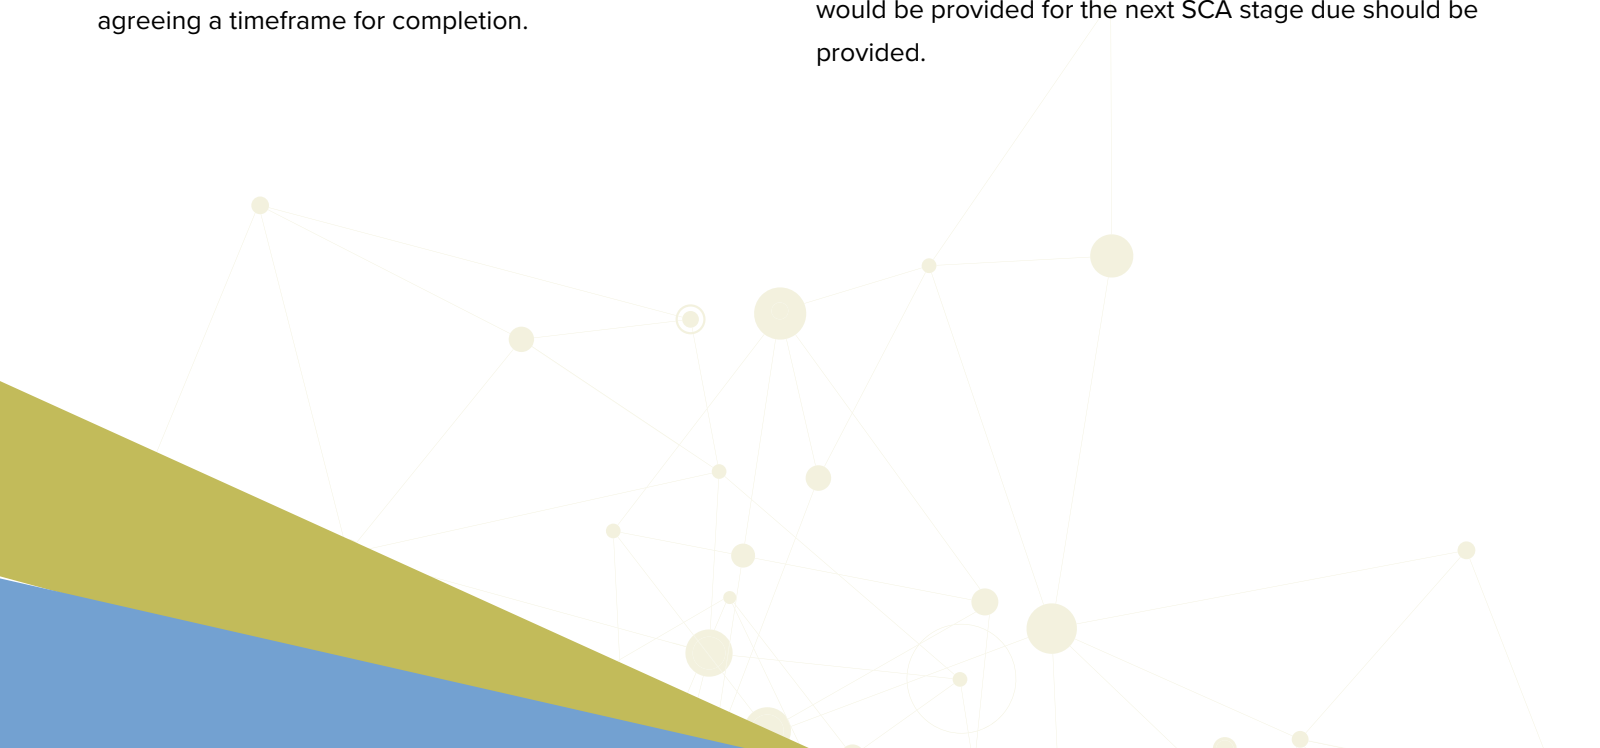 agreeing a timeframe for completion.
would be provided for the next SCA stage due should be
provided.